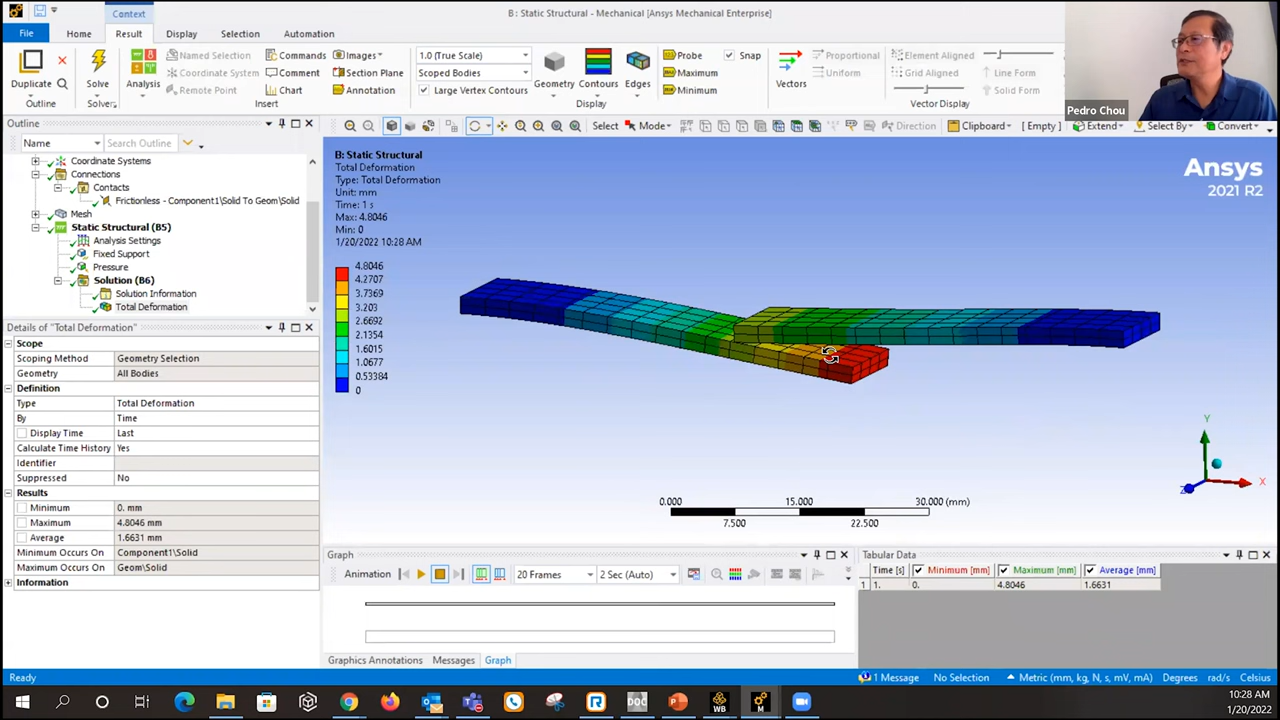 Context
B : Static Structural - Mechanical [Ansys Mechanical Enterprise]
File
Home
Result
Display
Selection
Automation
Duplicate
Solve
Analysis
Named Selection
Coordinate System
Remote Point
Commands
Comment
Chart
Images
Section Plane
Annotation
1.0 (True Scale)
Scoped Bodies
Large Vertex Contours
Geometry
Contours
Edges
Probe
Maximum
Minimum
Snap
Vectors
Proportional
Uniform
Element Aligned
Grid Aligned
Line Form
Solid Form
Outline
Solver
Insert
Display
Vector Display
Pedro Chou
Outline
Name
Search Outline
Select
Mode
Direction
Clipboard
[ Empty ]
Extend
Select By
Convert
Coordinate Systems
Connections
Contacts
Frictionless - Component1\Solid To Geom\Solid
Mesh
Static Structural (B5)
Analysis Settings
Fixed Support
Pressure
Solution (B6)
Solution Information
Total Deformation
Details of "Total Deformation"
Scope
Scoping Method Geometry Selection
Geometry All Bodies
Definition
Type Total Deformation
By Time
Display Time Last
Calculate Time History Yes
Identifier
Suppressed No
Results
Minimum 0. mm
Maximum 4.8046 mm
Average 1.6631 mm
Minimum Occurs On Component1\Solid
Maximum Occurs On Geom\Solid
Information
B: Static Structural
Total Deformation
Type: Total Deformation
Unit: mm
Time: 1 s
Max: 4.8046
Min: 0
1/20/2022 10:28 AM
4.8046
4.2707
3.7369
3.203
2.6692
2.1354
1.6015
1.0677
0.53384
0
Ansys
2021 R2
Y
X
Z
0.000 15.000 30.000 (mm)
7.500 22.500
Graph
Animation
20 Frames
2 Sec (Auto)
Graphics Annotations
Messages
Graph
Tabular Data
Time [s] Minimum [mm] Maximum [mm] Average [mm]
1 1. 0. 4.8046 1.6631
Ready
1 Message
No Selection
Metric (mm, kg, N, s, mV, mA)
Degrees
rad/s
Celsius
DOC
WB
M
10:28 AM
1/20/2022